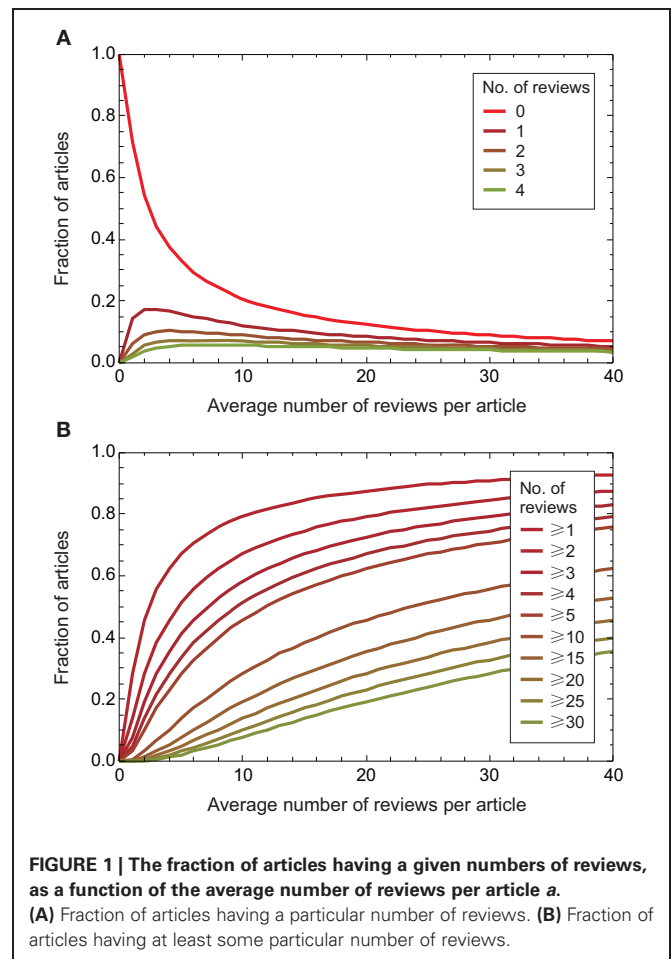 A
1.0
0.8
0.6
0.4
0.2
0.0
Fraction of articles
No. of reviews
0
1
2
3
4
0
10
20
30
40
Average number of reviews per article
B
1.0
0.8
0.6
0.4
0.2
0.0
Fraction of articles
No. of
reviews
⩾1
⩾2
⩾3
⩾4
⩾5
⩾10
⩾15
⩾20
⩾25
⩾30
0
10
20
30
40
Average number of reviews per article
FIGURE 1 | The fraction of articles having a given numbers of reviews,
as a function of the average number of reviews per article a.
(A) Fraction of articles having a particular number of reviews. (B) Fraction of
articles having at least some particular number of reviews.